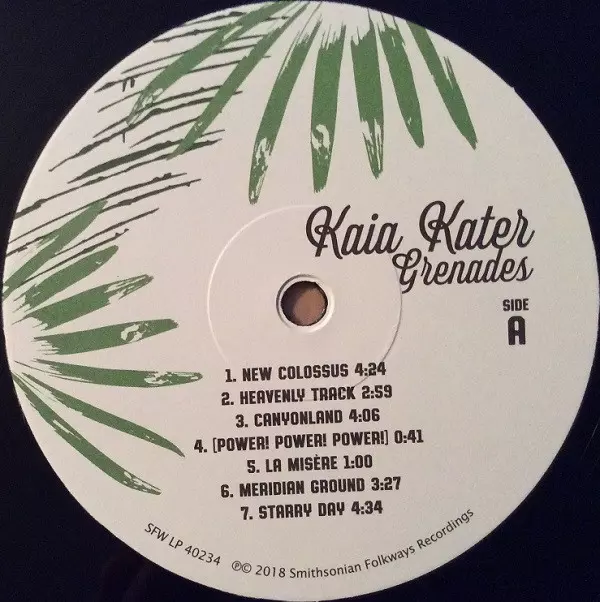 Kaia Kater
Grenades
SIDE
A
1. NEW COLOSSUS 4:24
2. HEAVENLY TRACK 2:59
3. CANYONLAND 4:06
4. [POWER! POWER! POWER!] 0:41
5. LA MISÈRE 1:00
6. MERIDIAN GROUND 3:27
7. STARRY DAY 4:34
SFW LP 40234 ℗© 2018 Smithsonian Folkways Recordings